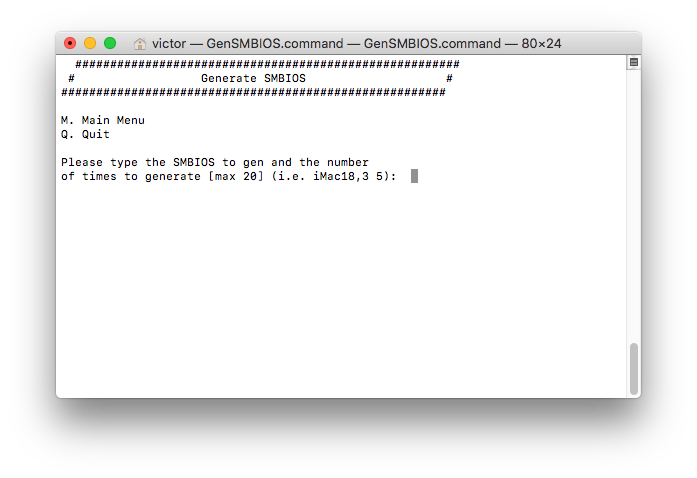 victor — GenSMBIOS.command — GenSMBIOS.command — 80×24
#######################################################
# Generate SMBIOS #
#######################################################
M. Main Menu
Q. Quit
Please type the SMBIOS to gen and the number
of times to generate [max 20] (i.e. iMac18,3 5):